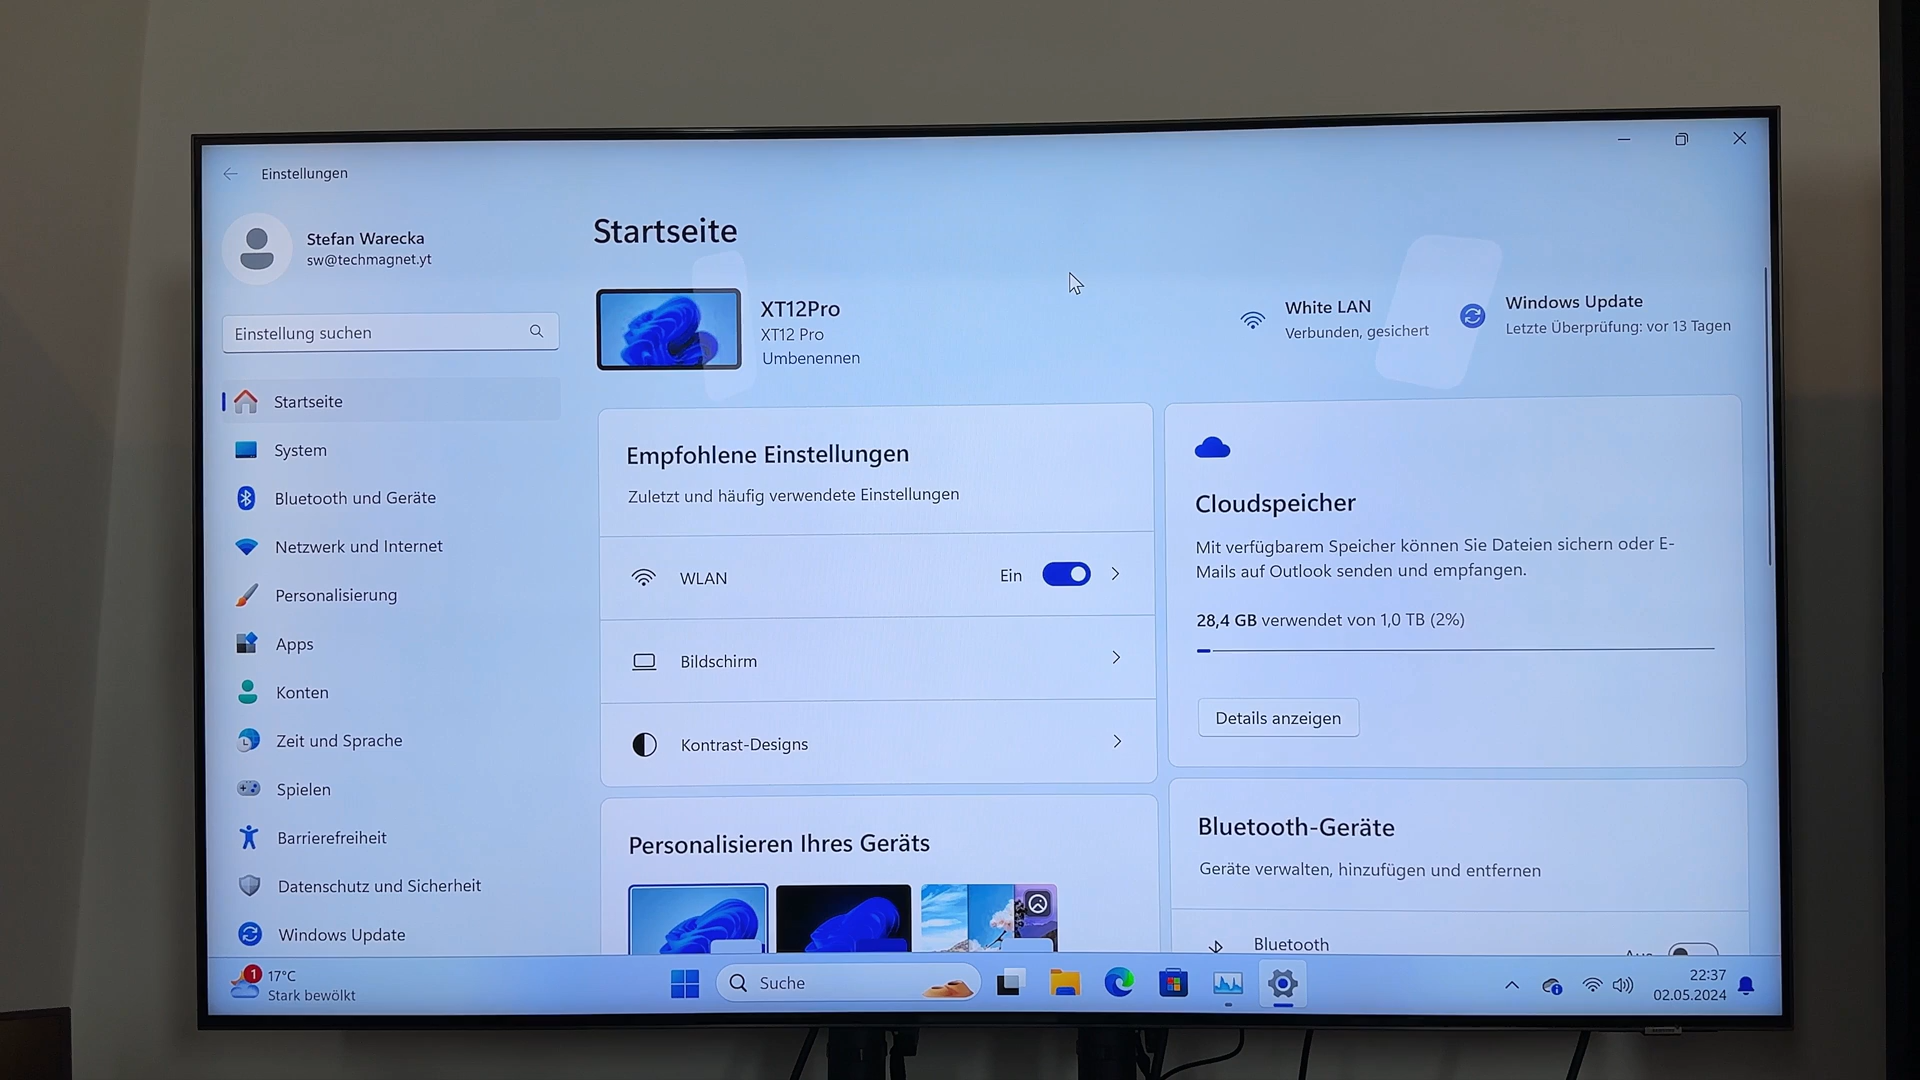 Einstellungen
Stefan Warecka
sw@techmagnet.yt
Einstellung suchen
Startseite
System
Bluetooth und Geräte
Netzwerk und Internet
Personalisierung
Apps
Konten
Zeit und Sprache
Spielen
Barrierefreiheit
Datenschutz und Sicherheit
Windows Update
Startseite
XT12Pro
XT12 Pro
Umbenennen
White LAN
Verbunden, gesichert
Windows Update
Letzte Überprüfung: vor 13 Tagen
Empfohlene Einstellungen
Zuletzt und häufig verwendete Einstellungen
WLAN
Ein
Bildschirm
Kontrast-Designs
Personalisieren Ihres Geräts
Cloudspeicher
Mit verfügbarem Speicher können Sie Dateien sichern oder E-
Mails auf Outlook senden und empfangen.
28,4 GB verwendet von 1,0 TB (2%)
Details anzeigen
Bluetooth-Geräte
Geräte verwalten, hinzufügen und entfernen
Bluetooth
1
17°C
Stark bewölkt
Suche
22:37
02.05.2024